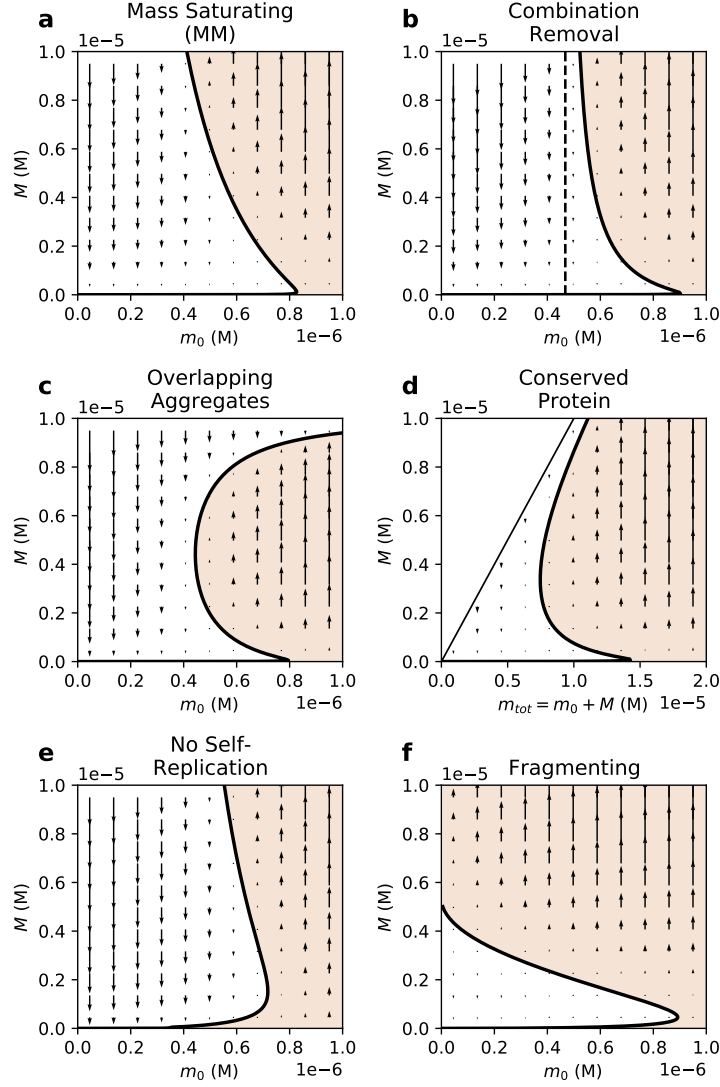 a
Mass Saturating
(MM)
1e−5
1.0
0.8
0.6
0.4
0.2
0.0
M (M)
0.0 0.2 0.4 0.6 0.8 1.0
m0 (M) 1e−6
b
Combination
Removal
1e−5
1.0
0.8
0.6
0.4
0.2
0.0
M (M)
0.0 0.2 0.4 0.6 0.8 1.0
m0 (M) 1e−6
c
Overlapping
Aggregates
1e−5
1.0
0.8
0.6
0.4
0.2
0.0
M (M)
0.0 0.2 0.4 0.6 0.8 1.0
m0 (M) 1e−6
d
Conserved
Protein
1e−5
1.0
0.8
0.6
0.4
0.2
0.0
M (M)
0.0 0.5 1.0 1.5 2.0
mtot = m0 + M (M) 1e−5
e
No Self-
Replication
1e−5
1.0
0.8
0.6
0.4
0.2
0.0
M (M)
0.0 0.2 0.4 0.6 0.8 1.0
m0 (M) 1e−6
f
Fragmenting
1e−5
1.0
0.8
0.6
0.4
0.2
0.0
M (M)
0.0 0.2 0.4 0.6 0.8 1.0
m0 (M) 1e−6